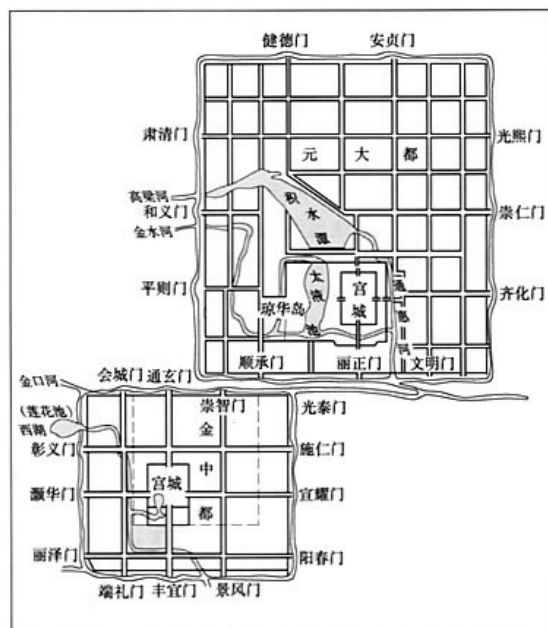 健德门 安贞门
肃清门 光熙门
元大都
高梁河
积水潭
和义门 崇仁门
金水河
太液池
宫城
通惠河
平则门 齐化门
琼华岛
顺承门 丽正门 文明门
金口河
会城门 通玄门 崇智门 光泰门
(莲花池)
西湖
金中都
彰义门 施仁门
宫城
灏华门 宣耀门
丽泽门 阳春门
端礼门 丰宜门 景风门